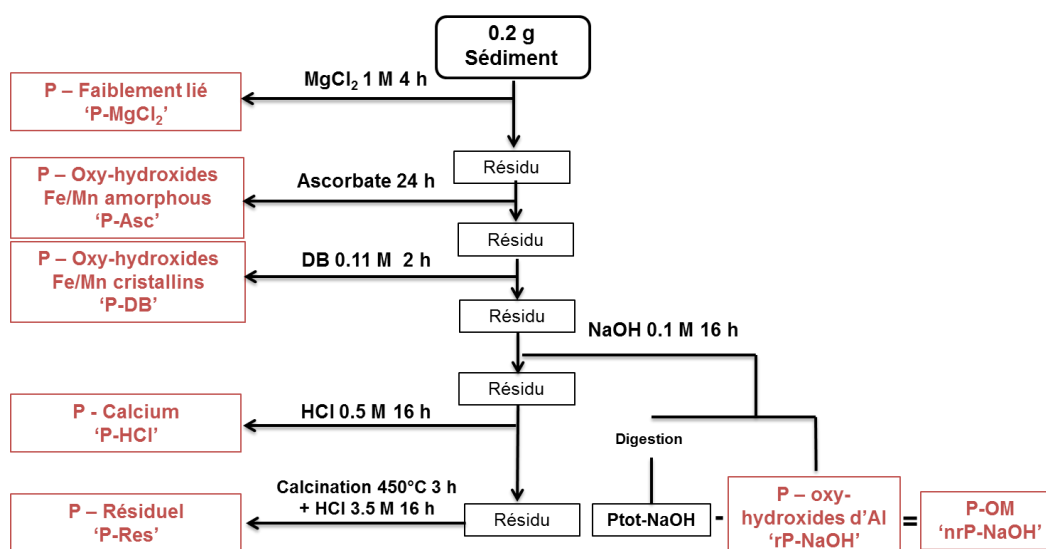 0.2 g
Sédiment
MgCl₂ 1 M 4 h
P – Faiblement lié
‘P-MgCl₂’
Résidu
Ascorbate 24 h
P – Oxy-hydroxides
Fe/Mn amorphous
‘P-Asc’
Résidu
DB 0.11 M 2 h
P – Oxy-hydroxides
Fe/Mn cristallins
‘P-DB’
Résidu
NaOH 0.1 M 16 h
Résidu
HCl 0.5 M 16 h
P - Calcium
‘P-HCl’
Digestion
Calcination 450°C 3 h
+ HCl 3.5 M 16 h
P – Résiduel
‘P-Res’
Résidu
Ptot-NaOH
-
P – oxy-
hydroxides d’Al
‘rP-NaOH’
=
P-OM
‘nrP-NaOH’